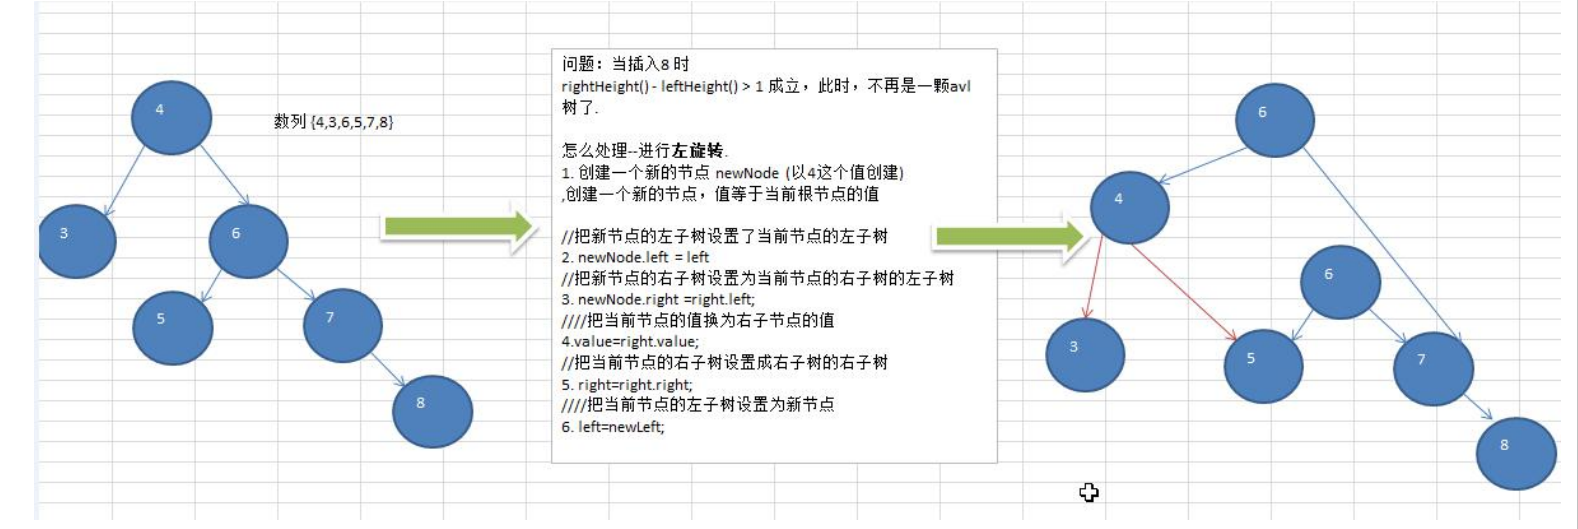 4
3
6
5
7
8
数列 {4,3,6,5,7,8}
问题：当插入8 时
rightHeight() - leftHeight() > 1 成立，此时，不再是一颗avl
树了.
怎么处理--进行左旋转.
1. 创建一个新的节点 newNode (以4这个值创建)
,创建一个新的节点，值等于当前根节点的值
//把新节点的左子树设置了当前节点的左子树
2. newNode.left = left
//把新节点的右子树设置为当前节点的右子树的左子树
3. newNode.right =right.left;
////把当前节点的值换为右子节点的值
4.value=right.value;
//把当前节点的右子树设置成右子树的右子树
5. right=right.right;
////把当前节点的左子树设置为新节点
6. left=newLeft;
6
4
6
3
5
7
8